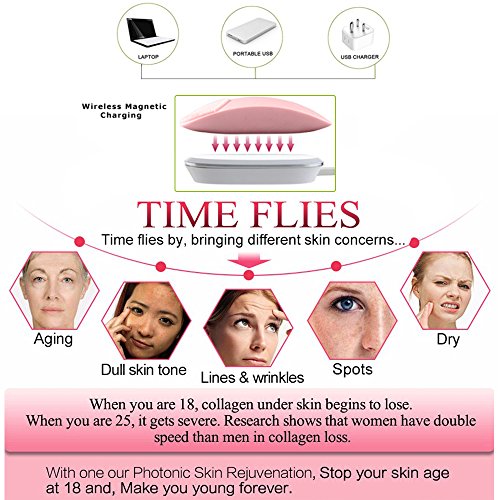 LAPTOP
PORTABLE USB
USB CHARGER
Wireless Magnetic
Charging
TIME FLIES
Time flies by, bringing different skin concerns...
Aging
Dull skin tone
Lines & wrinkles
Spots
Dry
When you are 18, collagen under skin begins to lose.
When you are 25, it gets severe. Research shows that women have double
speed than men in collagen loss.
With one our Photonic Skin Rejuvenation, Stop your skin age
at 18 and, Make you young forever.